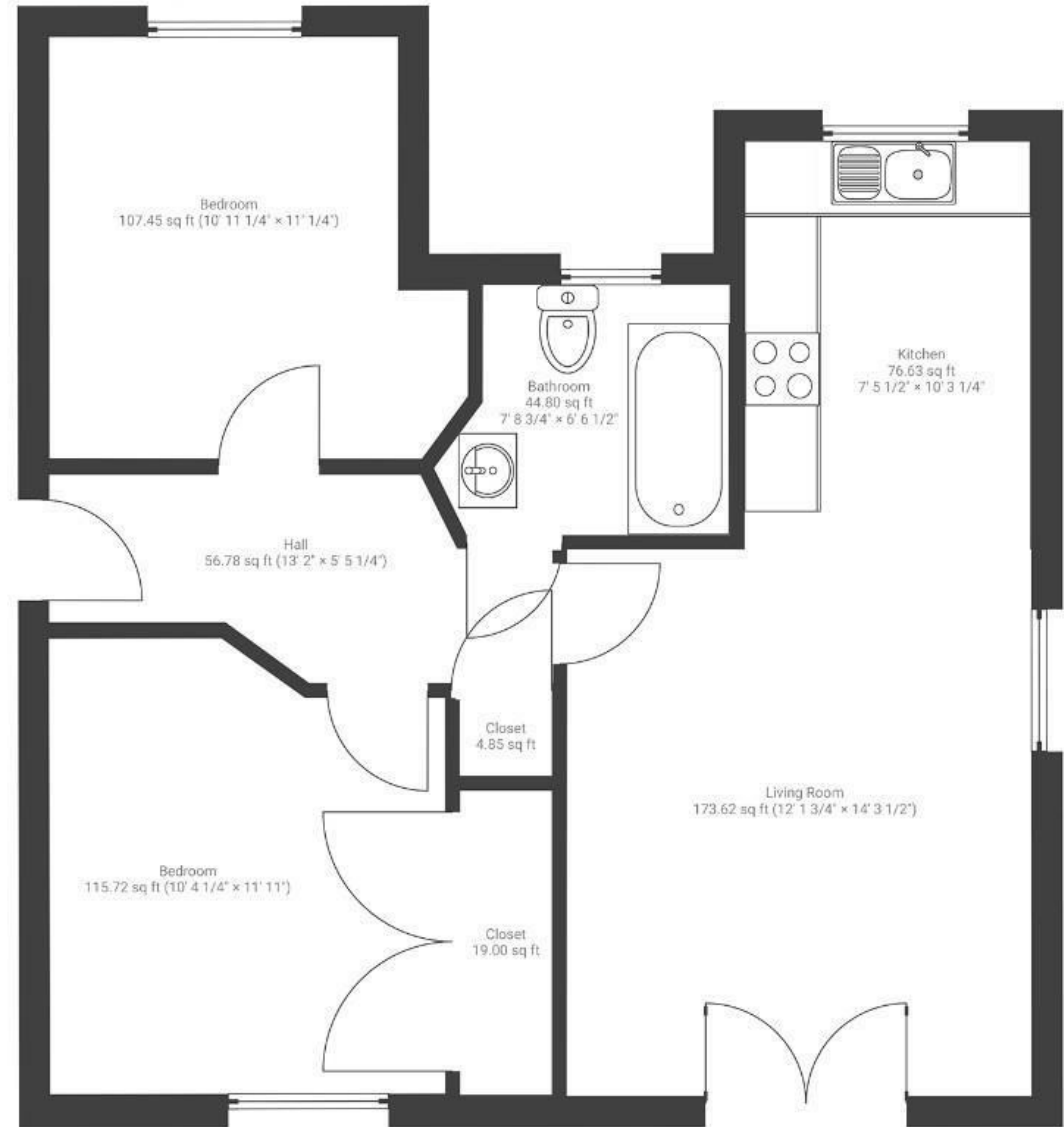 Bedroom
107.45 sq ft (10' 11 1/4" × 11' 1/4")
Kitchen
76.63 sq ft
7' 5 1/2" × 10' 3 1/4"
Bathroom
44.80 sq ft
7' 8 3/4" × 6' 6 1/2"
Hall
56.78 sq ft (13' 2" × 5' 5 1/4")
Closet
4.85 sq ft
Living Room
173.62 sq ft (12' 1 3/4" × 14' 3 1/2")
Bedroom
115.72 sq ft (10' 4 1/4" × 11' 11")
Closet
19.00 sq ft